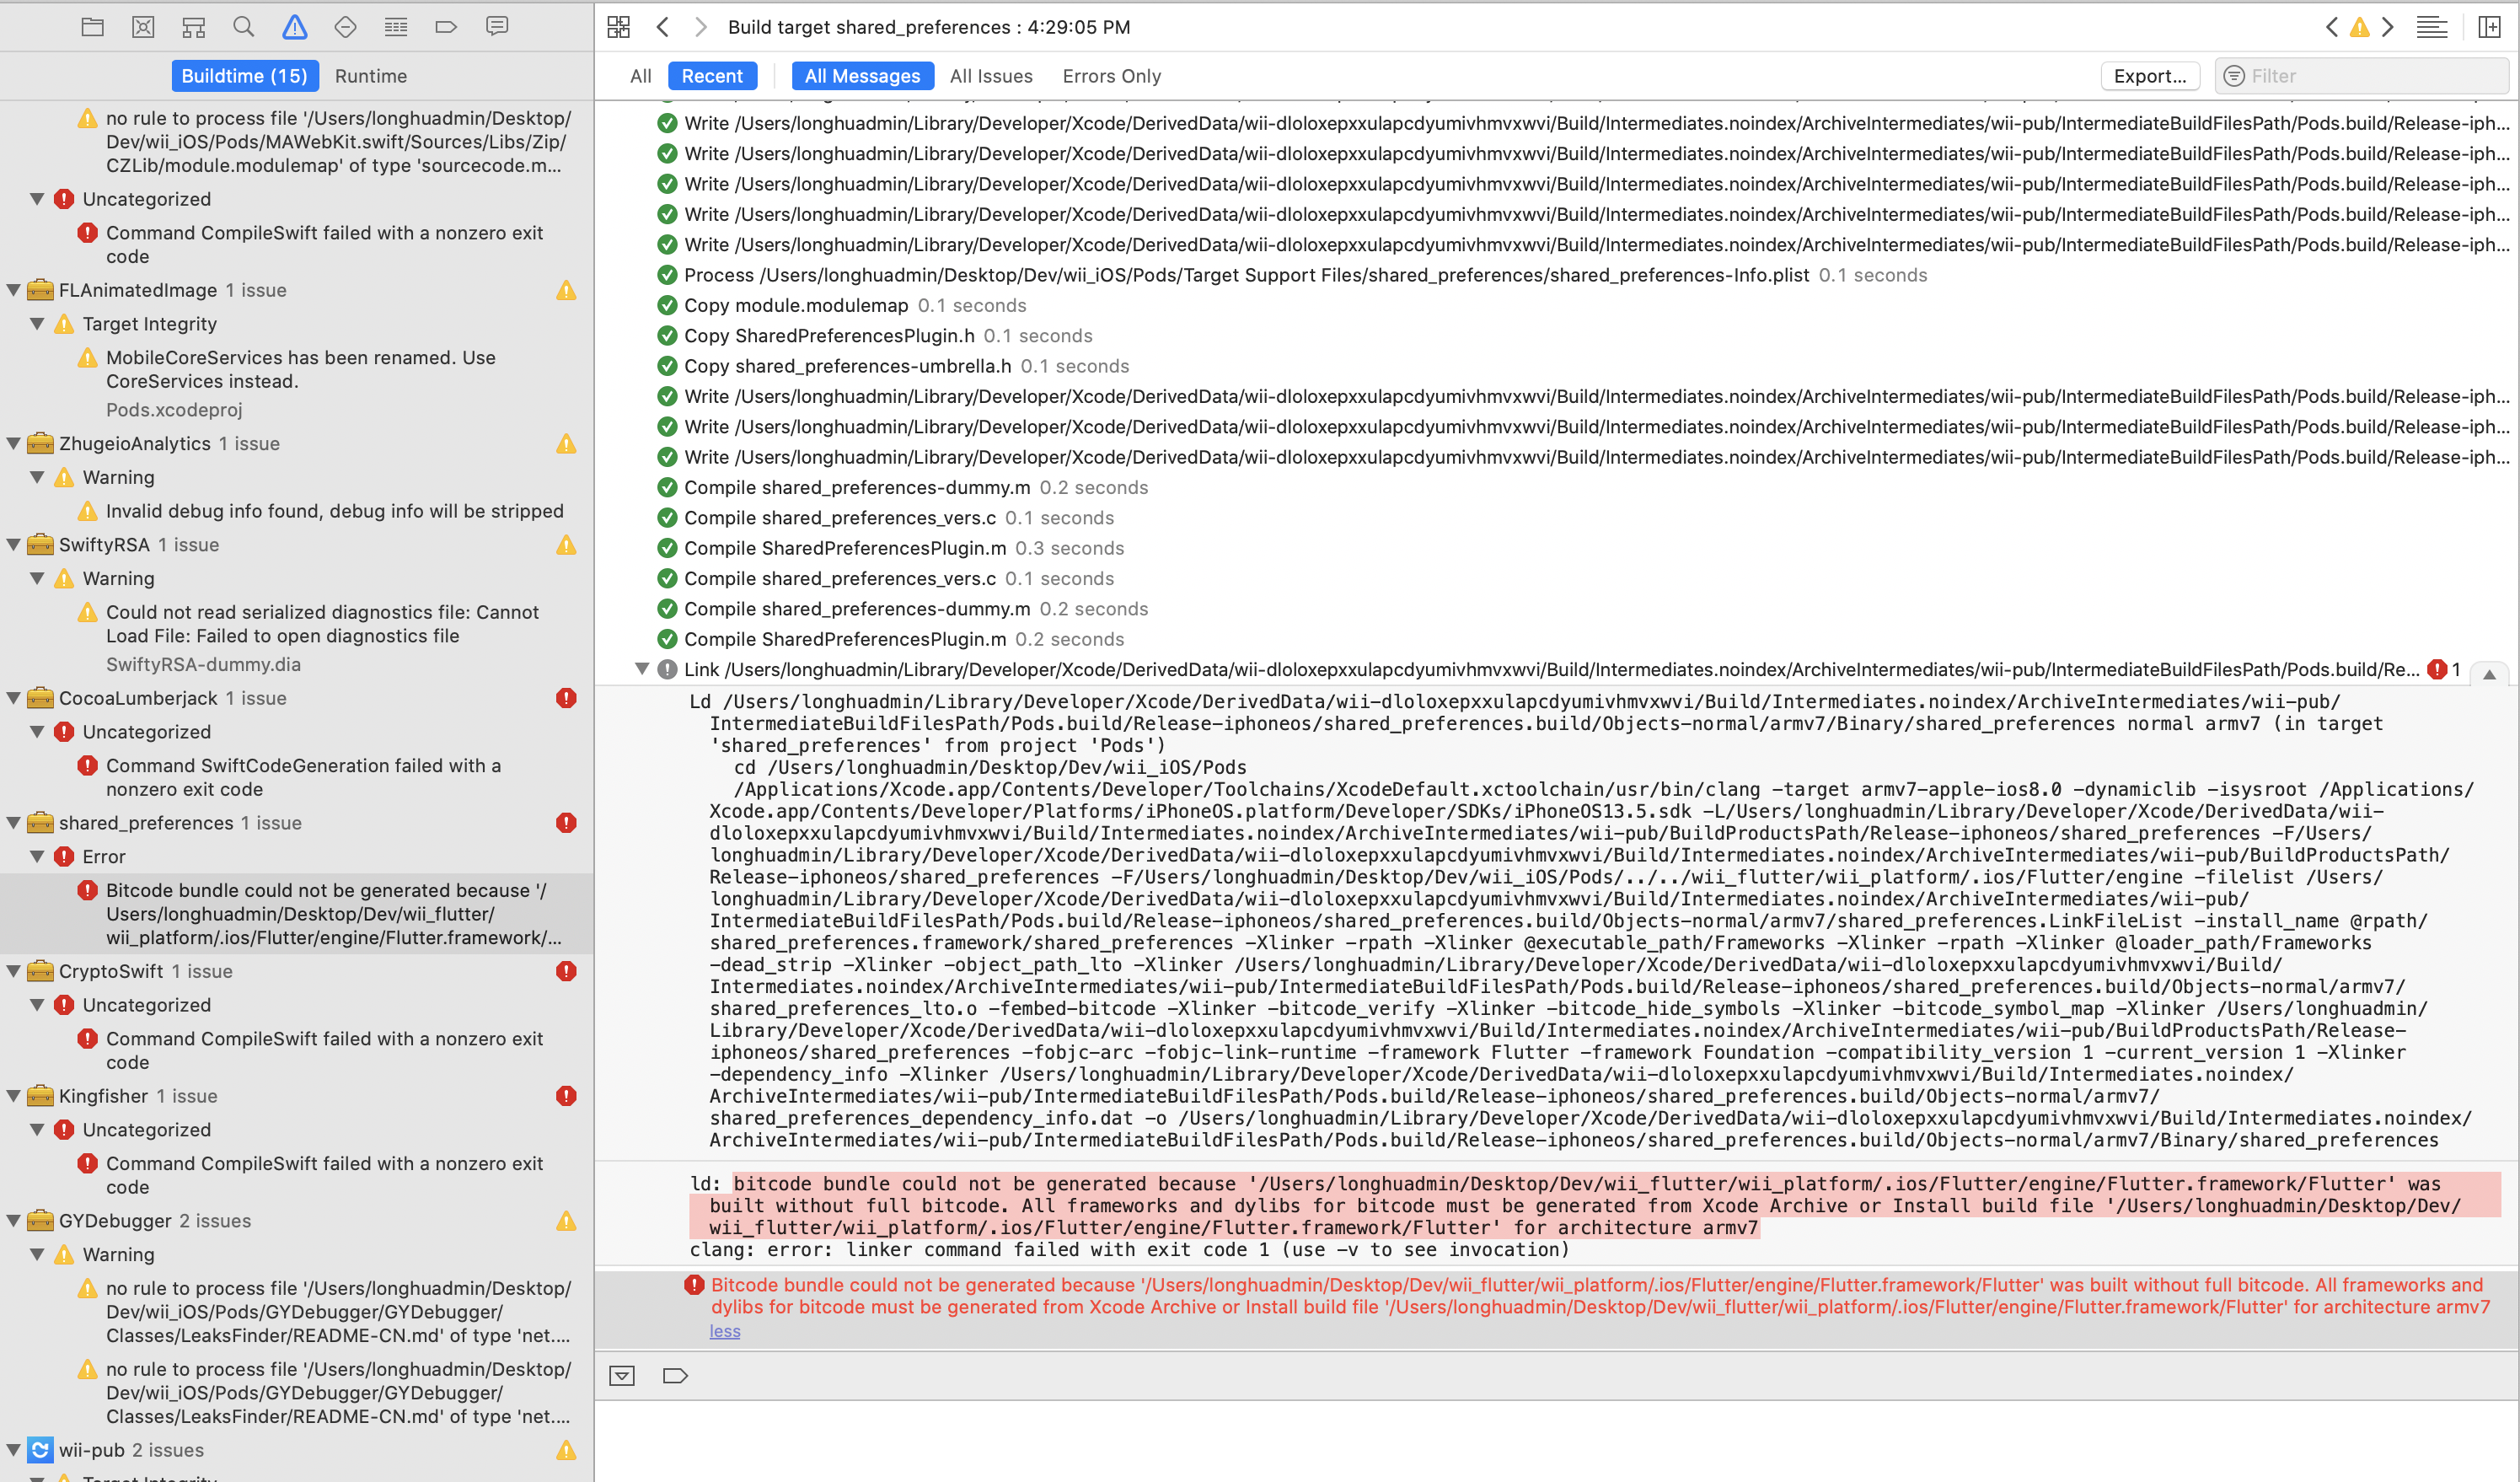 Build target shared_preferences : 4:29:05 PM
Buildtime (15)
Runtime
All
Recent
All Messages
All Issues
Errors Only
Export...
Filter
no rule to process file '/Users/longhuadmin/Desktop/
Dev/wii_iOS/Pods/MAWebKit.swift/Sources/Libs/Zip/
CZLib/module.modulemap' of type 'sourcecode.m...
Uncategorized
Command CompileSwift failed with a nonzero exit
code
FLAnimatedImage 1 issue
Target Integrity
MobileCoreServices has been renamed. Use
CoreServices instead.
Pods.xcodeproj
ZhugeioAnalytics 1 issue
Warning
Invalid debug info found, debug info will be stripped
SwiftyRSA 1 issue
Warning
Could not read serialized diagnostics file: Cannot
Load File: Failed to open diagnostics file
SwiftyRSA-dummy.dia
CocoaLumberjack 1 issue
Uncategorized
Command SwiftCodeGeneration failed with a
nonzero exit code
shared_preferences 1 issue
Error
Bitcode bundle could not be generated because '/
Users/longhuadmin/Desktop/Dev/wii_flutter/
wii_platform/.ios/Flutter/engine/Flutter.framework/...
CryptoSwift 1 issue
Uncategorized
Command CompileSwift failed with a nonzero exit
code
Kingfisher 1 issue
Uncategorized
Command CompileSwift failed with a nonzero exit
code
GYDebugger 2 issues
Warning
no rule to process file '/Users/longhuadmin/Desktop/
Dev/wii_iOS/Pods/GYDebugger/GYDebugger/
Classes/LeaksFinder/README-CN.md' of type 'net....
no rule to process file '/Users/longhuadmin/Desktop/
Dev/wii_iOS/Pods/GYDebugger/GYDebugger/
Classes/LeaksFinder/README-CN.md' of type 'net....
wii-pub 2 issues
Target Integrity
Write /Users/longhuadmin/Library/Developer/Xcode/DerivedData/wii-dloloxepxxulapcdyumivhmvxwvi/Build/Intermediates.noindex/ArchiveIntermediates/wii-pub/IntermediateBuildFilesPath/Pods.build/Release-iph...
Write /Users/longhuadmin/Library/Developer/Xcode/DerivedData/wii-dloloxepxxulapcdyumivhmvxwvi/Build/Intermediates.noindex/ArchiveIntermediates/wii-pub/IntermediateBuildFilesPath/Pods.build/Release-iph...
Write /Users/longhuadmin/Library/Developer/Xcode/DerivedData/wii-dloloxepxxulapcdyumivhmvxwvi/Build/Intermediates.noindex/ArchiveIntermediates/wii-pub/IntermediateBuildFilesPath/Pods.build/Release-iph...
Write /Users/longhuadmin/Library/Developer/Xcode/DerivedData/wii-dloloxepxxulapcdyumivhmvxwvi/Build/Intermediates.noindex/ArchiveIntermediates/wii-pub/IntermediateBuildFilesPath/Pods.build/Release-iph...
Write /Users/longhuadmin/Library/Developer/Xcode/DerivedData/wii-dloloxepxxulapcdyumivhmvxwvi/Build/Intermediates.noindex/ArchiveIntermediates/wii-pub/IntermediateBuildFilesPath/Pods.build/Release-iph...
Process /Users/longhuadmin/Desktop/Dev/wii_iOS/Pods/Target Support Files/shared_preferences/shared_preferences-Info.plist 0.1 seconds
Copy module.modulemap 0.1 seconds
Copy SharedPreferencesPlugin.h 0.1 seconds
Copy shared_preferences-umbrella.h 0.1 seconds
Write /Users/longhuadmin/Library/Developer/Xcode/DerivedData/wii-dloloxepxxulapcdyumivhmvxwvi/Build/Intermediates.noindex/ArchiveIntermediates/wii-pub/IntermediateBuildFilesPath/Pods.build/Release-iph...
Write /Users/longhuadmin/Library/Developer/Xcode/DerivedData/wii-dloloxepxxulapcdyumivhmvxwvi/Build/Intermediates.noindex/ArchiveIntermediates/wii-pub/IntermediateBuildFilesPath/Pods.build/Release-iph...
Write /Users/longhuadmin/Library/Developer/Xcode/DerivedData/wii-dloloxepxxulapcdyumivhmvxwvi/Build/Intermediates.noindex/ArchiveIntermediates/wii-pub/IntermediateBuildFilesPath/Pods.build/Release-iph...
Compile shared_preferences-dummy.m 0.2 seconds
Compile shared_preferences_vers.c 0.1 seconds
Compile SharedPreferencesPlugin.m 0.3 seconds
Compile shared_preferences_vers.c 0.1 seconds
Compile shared_preferences-dummy.m 0.2 seconds
Compile SharedPreferencesPlugin.m 0.2 seconds
Link /Users/longhuadmin/Library/Developer/Xcode/DerivedData/wii-dloloxepxxulapcdyumivhmvxwvi/Build/Intermediates.noindex/ArchiveIntermediates/wii-pub/IntermediateBuildFilesPath/Pods.build/Re... 1
Ld /Users/longhuadmin/Library/Developer/Xcode/DerivedData/wii-dloloxepxxulapcdyumivhmvxwvi/Build/Intermediates.noindex/ArchiveIntermediates/wii-pub/
IntermediateBuildFilesPath/Pods.build/Release-iphoneos/shared_preferences.build/Objects-normal/armv7/Binary/shared_preferences normal armv7 (in target
'shared_preferences' from project 'Pods')
cd /Users/longhuadmin/Desktop/Dev/wii_iOS/Pods
/Applications/Xcode.app/Contents/Developer/Toolchains/XcodeDefault.xctoolchain/usr/bin/clang -target armv7-apple-ios8.0 -dynamiclib -isysroot /Applications/
Xcode.app/Contents/Developer/Platforms/iPhoneOS.platform/Developer/SDKs/iPhoneOS13.5.sdk -L/Users/longhuadmin/Library/Developer/Xcode/DerivedData/wii-
dloloxepxxulapcdyumivhmvxwvi/Build/Intermediates.noindex/ArchiveIntermediates/wii-pub/BuildProductsPath/Release-iphoneos/shared_preferences -F/Users/
longhuadmin/Library/Developer/Xcode/DerivedData/wii-dloloxepxxulapcdyumivhmvxwvi/Build/Intermediates.noindex/ArchiveIntermediates/wii-pub/BuildProductsPath/
Release-iphoneos/shared_preferences -F/Users/longhuadmin/Desktop/Dev/wii_iOS/Pods/../../wii_flutter/wii_platform/.ios/Flutter/engine -filelist /Users/
longhuadmin/Library/Developer/Xcode/DerivedData/wii-dloloxepxxulapcdyumivhmvxwvi/Build/Intermediates.noindex/ArchiveIntermediates/wii-pub/
IntermediateBuildFilesPath/Pods.build/Release-iphoneos/shared_preferences.build/Objects-normal/armv7/shared_preferences.LinkFileList -install_name @rpath/
shared_preferences.framework/shared_preferences -Xlinker -rpath -Xlinker @executable_path/Frameworks -Xlinker -rpath -Xlinker @loader_path/Frameworks
-dead_strip -Xlinker -object_path_lto -Xlinker /Users/longhuadmin/Library/Developer/Xcode/DerivedData/wii-dloloxepxxulapcdyumivhmvxwvi/Build/
Intermediates.noindex/ArchiveIntermediates/wii-pub/IntermediateBuildFilesPath/Pods.build/Release-iphoneos/shared_preferences.build/Objects-normal/armv7/
shared_preferences_lto.o -fembed-bitcode -Xlinker -bitcode_verify -Xlinker -bitcode_hide_symbols -Xlinker -bitcode_symbol_map -Xlinker /Users/longhuadmin/
Library/Developer/Xcode/DerivedData/wii-dloloxepxxulapcdyumivhmvxwvi/Build/Intermediates.noindex/ArchiveIntermediates/wii-pub/BuildProductsPath/Release-
iphoneos/shared_preferences -fobjc-arc -fobjc-link-runtime -framework Flutter -framework Foundation -compatibility_version 1 -current_version 1 -Xlinker
-dependency_info -Xlinker /Users/longhuadmin/Library/Developer/Xcode/DerivedData/wii-dloloxepxxulapcdyumivhmvxwvi/Build/Intermediates.noindex/
ArchiveIntermediates/wii-pub/IntermediateBuildFilesPath/Pods.build/Release-iphoneos/shared_preferences.build/Objects-normal/armv7/
shared_preferences_dependency_info.dat -o /Users/longhuadmin/Library/Developer/Xcode/DerivedData/wii-dloloxepxxulapcdyumivhmvxwvi/Build/Intermediates.noindex/
ArchiveIntermediates/wii-pub/IntermediateBuildFilesPath/Pods.build/Release-iphoneos/shared_preferences.build/Objects-normal/armv7/Binary/shared_preferences
ld: bitcode bundle could not be generated because '/Users/longhuadmin/Desktop/Dev/wii_flutter/wii_platform/.ios/Flutter/engine/Flutter.framework/Flutter' was
built without full bitcode. All frameworks and dylibs for bitcode must be generated from Xcode Archive or Install build file '/Users/longhuadmin/Desktop/Dev/
wii_flutter/wii_platform/.ios/Flutter/engine/Flutter.framework/Flutter' for architecture armv7
clang: error: linker command failed with exit code 1 (use -v to see invocation)
Bitcode bundle could not be generated because '/Users/longhuadmin/Desktop/Dev/wii_flutter/wii_platform/.ios/Flutter/engine/Flutter.framework/Flutter' was built without full bitcode. All frameworks and
dylibs for bitcode must be generated from Xcode Archive or Install build file '/Users/longhuadmin/Desktop/Dev/wii_flutter/wii_platform/.ios/Flutter/engine/Flutter.framework/Flutter' for architecture armv7
less